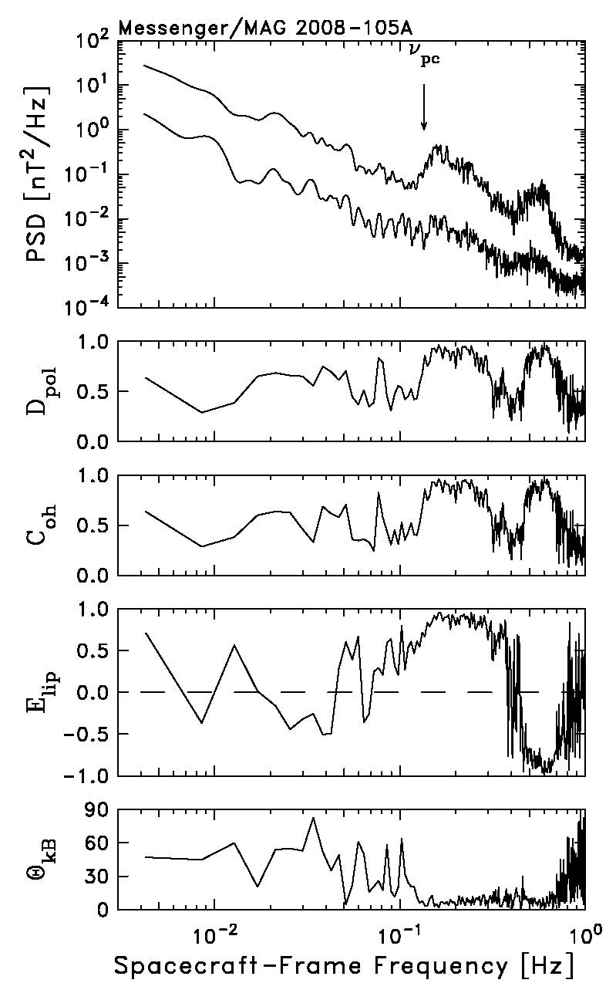 Messenger/MAG 2008-105A
ν_pc
10^2
10^1
10^0
10^-1
10^-2
10^-3
10^-4
PSD [nT^2/Hz]
1.0
0.5
0.0
D_pol
1.0
0.5
0.0
C_oh
1.0
0.5
0.0
-0.5
-1.0
E_lip
90
60
30
0
Θ_kB
10^-2 10^-1 10^0
Spacecraft-Frame Frequency [Hz]